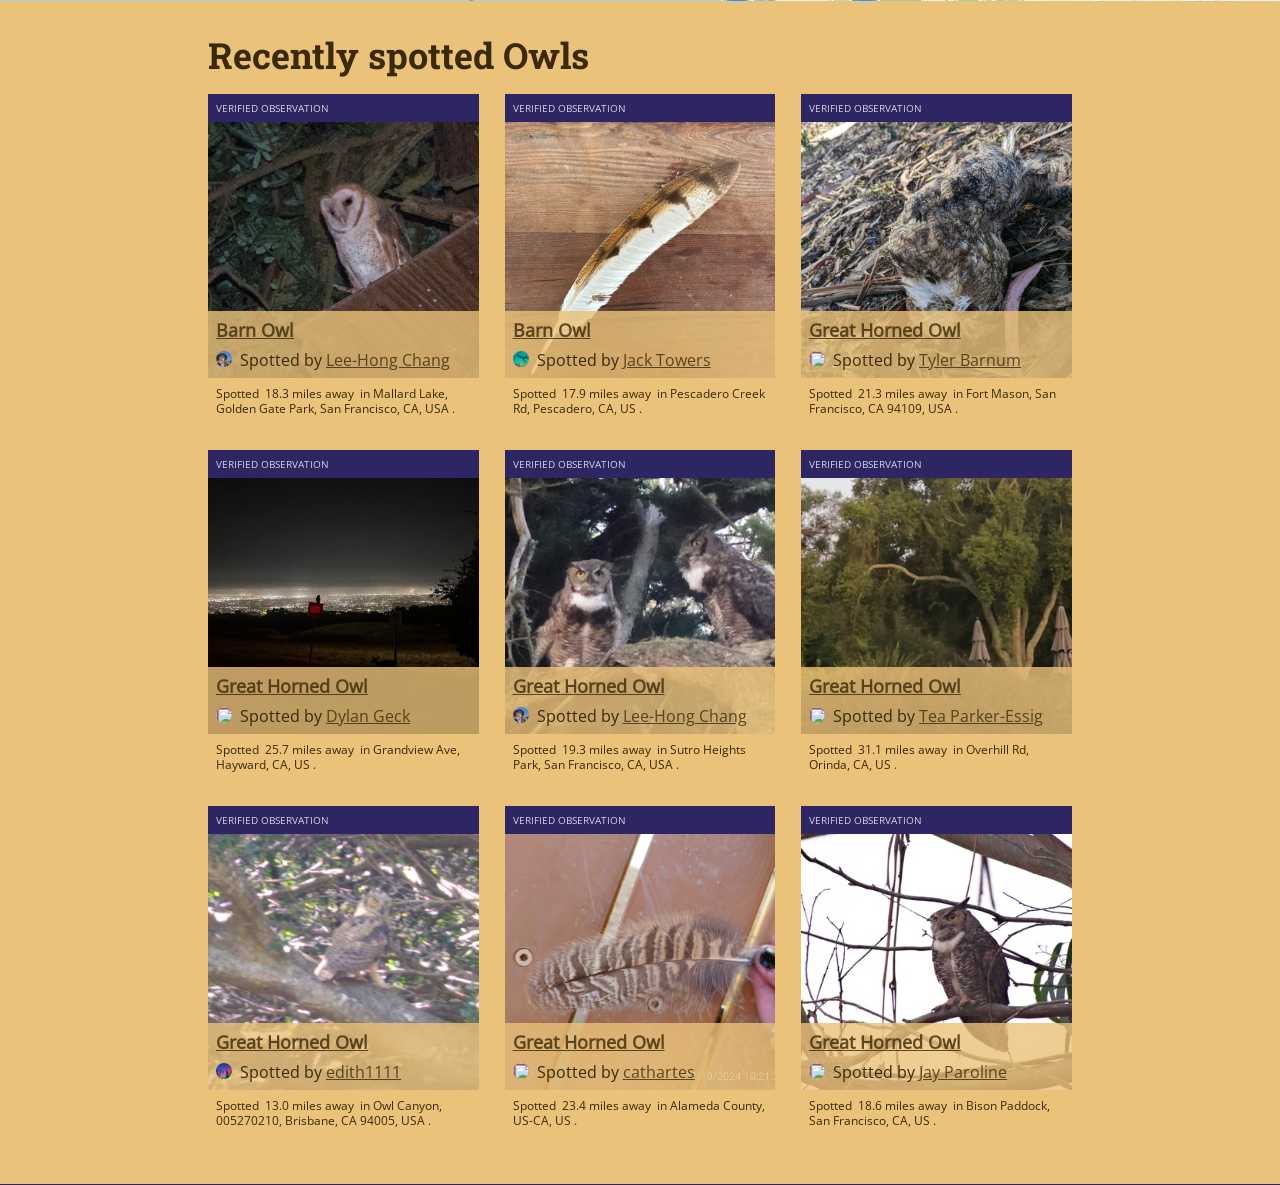 Recently spotted Owls
VERIFIED OBSERVATION
Barn Owl
Spotted by Lee-Hong Chang
Spotted 18.3 miles away in Mallard Lake,
Golden Gate Park, San Francisco, CA, USA .
VERIFIED OBSERVATION
Barn Owl
Spotted by Jack Towers
Spotted 17.9 miles away in Pescadero Creek
Rd, Pescadero, CA, US .
VERIFIED OBSERVATION
Great Horned Owl
Spotted by Tyler Barnum
Spotted 21.3 miles away in Fort Mason, San
Francisco, CA 94109, USA .
VERIFIED OBSERVATION
Great Horned Owl
Spotted by Dylan Geck
Spotted 25.7 miles away in Grandview Ave,
Hayward, CA, US .
VERIFIED OBSERVATION
Great Horned Owl
Spotted by Lee-Hong Chang
Spotted 19.3 miles away in Sutro Heights
Park, San Francisco, CA, USA .
VERIFIED OBSERVATION
Great Horned Owl
Spotted by Tea Parker-Essig
Spotted 31.1 miles away in Overhill Rd,
Orinda, CA, US .
VERIFIED OBSERVATION
Great Horned Owl
Spotted by edith1111
Spotted 13.0 miles away in Owl Canyon,
005270210, Brisbane, CA 94005, USA .
VERIFIED OBSERVATION
Great Horned Owl
Spotted by cathartes
Spotted 23.4 miles away in Alameda County,
US-CA, US .
VERIFIED OBSERVATION
Great Horned Owl
Spotted by Jay Paroline
Spotted 18.6 miles away in Bison Paddock,
San Francisco, CA, US .